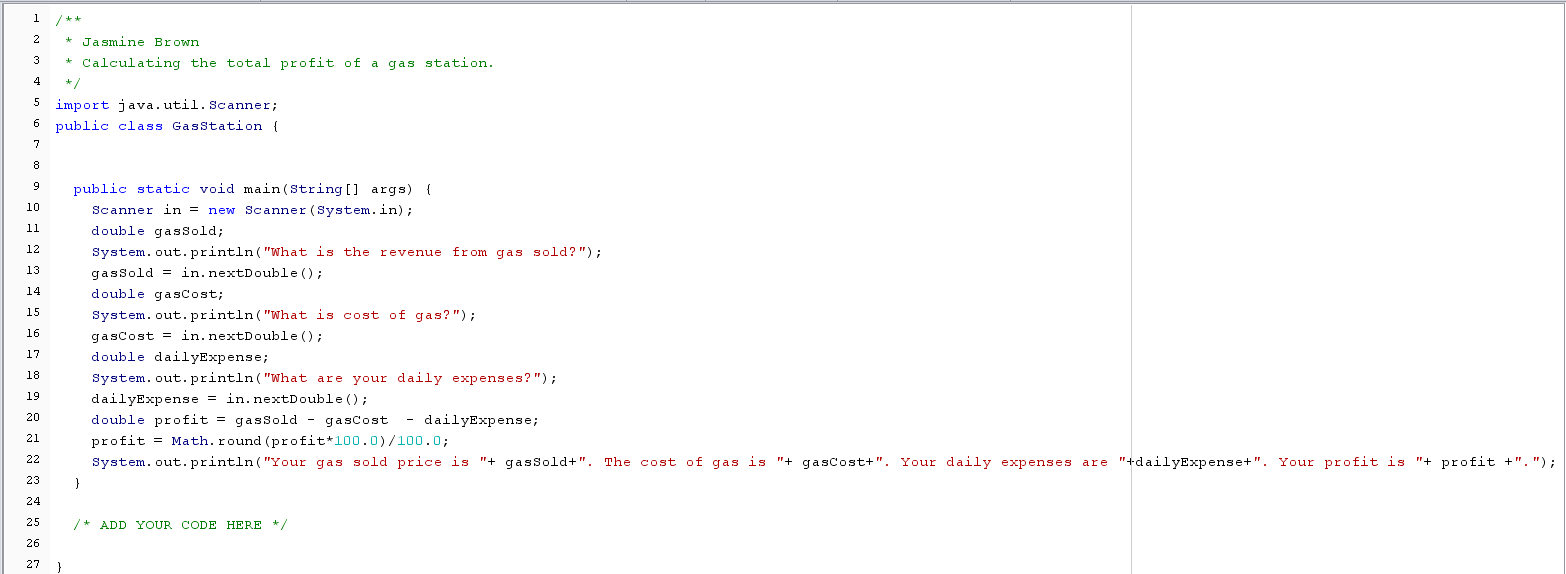 1 /**
2  * Jasmine Brown
3  * Calculating the total profit of a gas station.
4  */
5 import java.util.Scanner;
6 public class GasStation {
7
8
9   public static void main(String[] args) {
10     Scanner in = new Scanner(System.in);
11     double gasSold;
12     System.out.println("What is the revenue from gas sold?");
13     gasSold = in.nextDouble();
14     double gasCost;
15     System.out.println("What is cost of gas?");
16     gasCost = in.nextDouble();
17     double dailyExpense;
18     System.out.println("What are your daily expenses?");
19     dailyExpense = in.nextDouble();
20     double profit = gasSold - gasCost  - dailyExpense;
21     profit = Math.round(profit*100.0)/100.0;
22     System.out.println("Your gas sold price is "+ gasSold+". The cost of gas is "+ gasCost+". Your daily expenses are "+dailyExpense+". Your profit is "+ profit +".");
23   }
24
25   /* ADD YOUR CODE HERE */
26
27 }